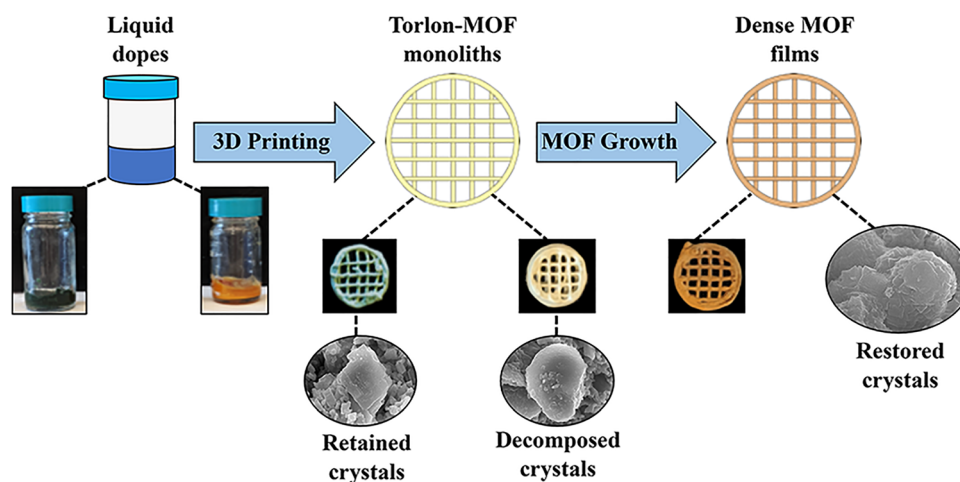 Liquid
dopes
Torlon-MOF
monoliths
Dense MOF
films
3D Printing
MOF Growth
Retained
crystals
Decomposed
crystals
Restored
crystals